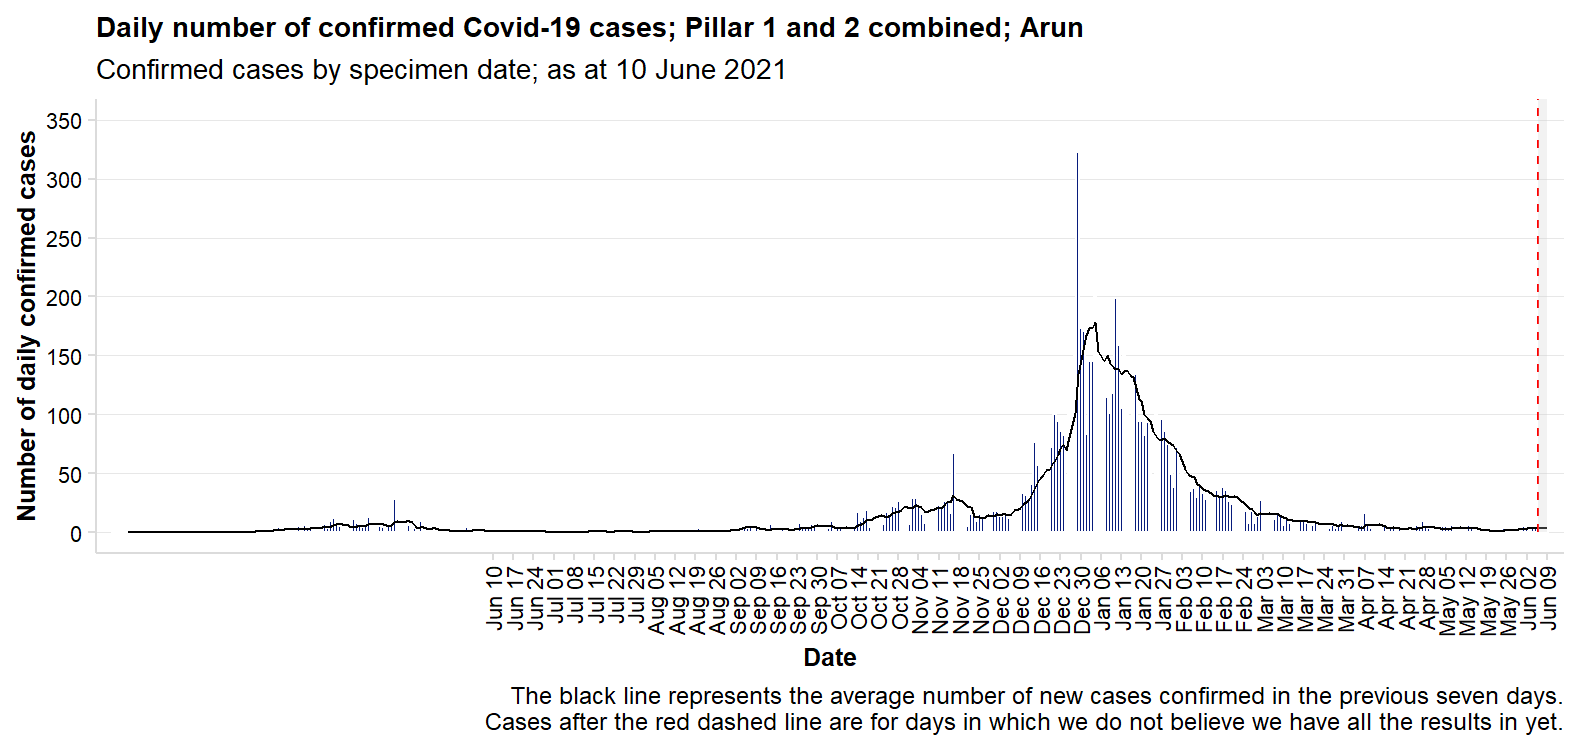 Daily number of confirmed Covid-19 cases; Pillar 1 and 2 combined; Arun
Confirmed cases by specimen date; as at 10 June 2021
Number of daily confirmed cases
350
300
250
200
150
100
50
0
Jun 10
Jun 17
Jun 24
Jul 01
Jul 08
Jul 15
Jul 22
Jul 29
Aug 05
Aug 12
Aug 19
Aug 26
Sep 02
Sep 09
Sep 16
Sep 23
Sep 30
Oct 07
Oct 14
Oct 21
Oct 28
Nov 04
Nov 11
Nov 18
Nov 25
Dec 02
Dec 09
Dec 16
Dec 23
Dec 30
Jan 06
Jan 13
Jan 20
Jan 27
Feb 03
Feb 10
Feb 17
Feb 24
Mar 03
Mar 10
Mar 17
Mar 24
Mar 31
Apr 07
Apr 14
Apr 21
Apr 28
May 05
May 12
May 19
May 26
Jun 02
Jun 09
Date
The black line represents the average number of new cases confirmed in the previous seven days.
Cases after the red dashed line are for days in which we do not believe we have all the results in yet.